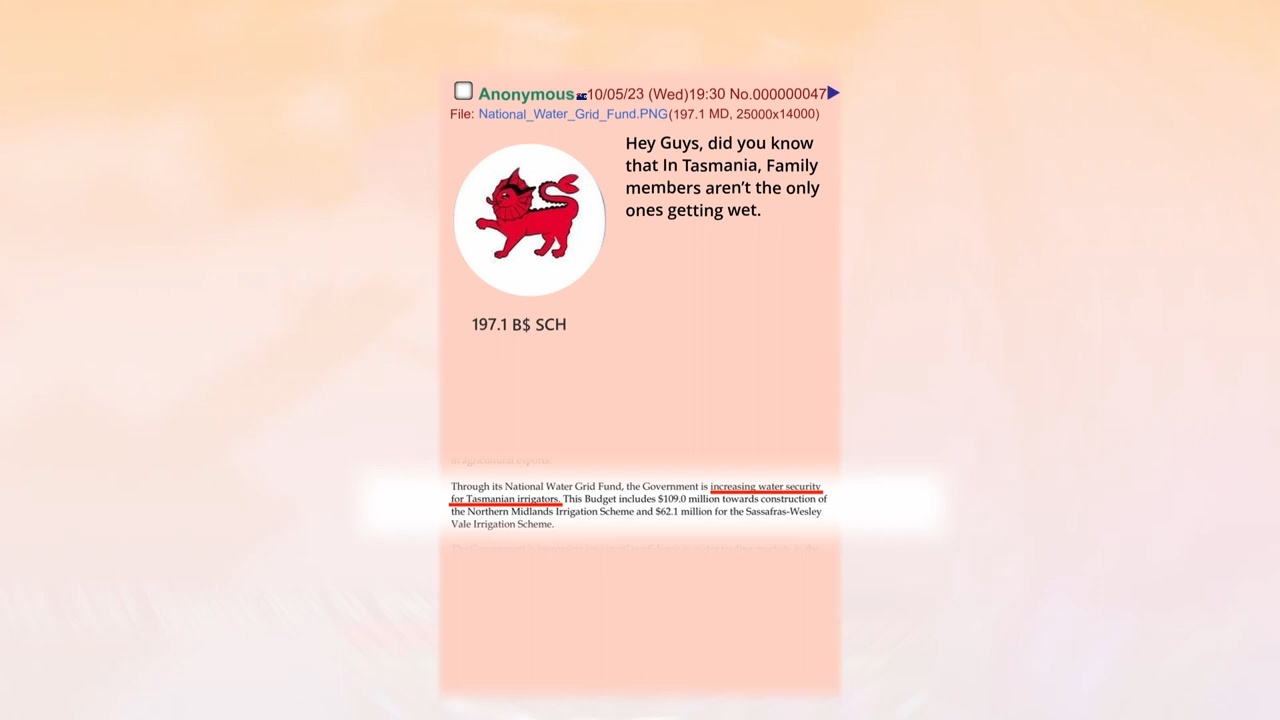 Anonymous 10/05/23 (Wed)19:30 No.000000047
File: National_Water_Grid_Fund.PNG(197.1 MD, 25000x14000)
Hey Guys, did you know
that In Tasmania, Family
members aren’t the only
ones getting wet.
197.1 B$ SCH
in agricultural exports.
Through its National Water Grid Fund, the Government is increasing water security
for Tasmanian irrigators. This Budget includes $109.0 million towards construction of
the Northern Midlands Irrigation Scheme and $62.1 million for the Sassafras-Wesley
Vale Irrigation Scheme.